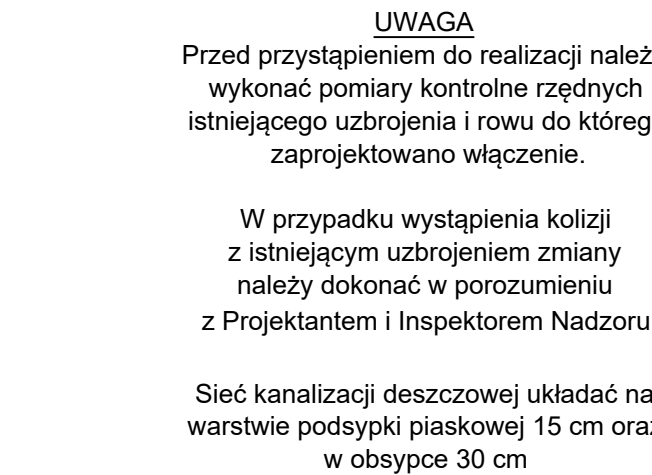 UWAGA
Przed przystąpieniem do realizacji należ
wykonać pomiary kontrolne rzędnych
istniejącego uzbrojenia i rowu do któreg
zaprojektowano włączenie.
W przypadku wystąpienia kolizji
z istniejącym uzbrojeniem zmiany
należy dokonać w porozumieniu
z Projektantem i Inspektorem Nadzoru
Sieć kanalizacji deszczowej układać na
warstwie podsypki piaskowej 15 cm oraz
w obsypce 30 cm